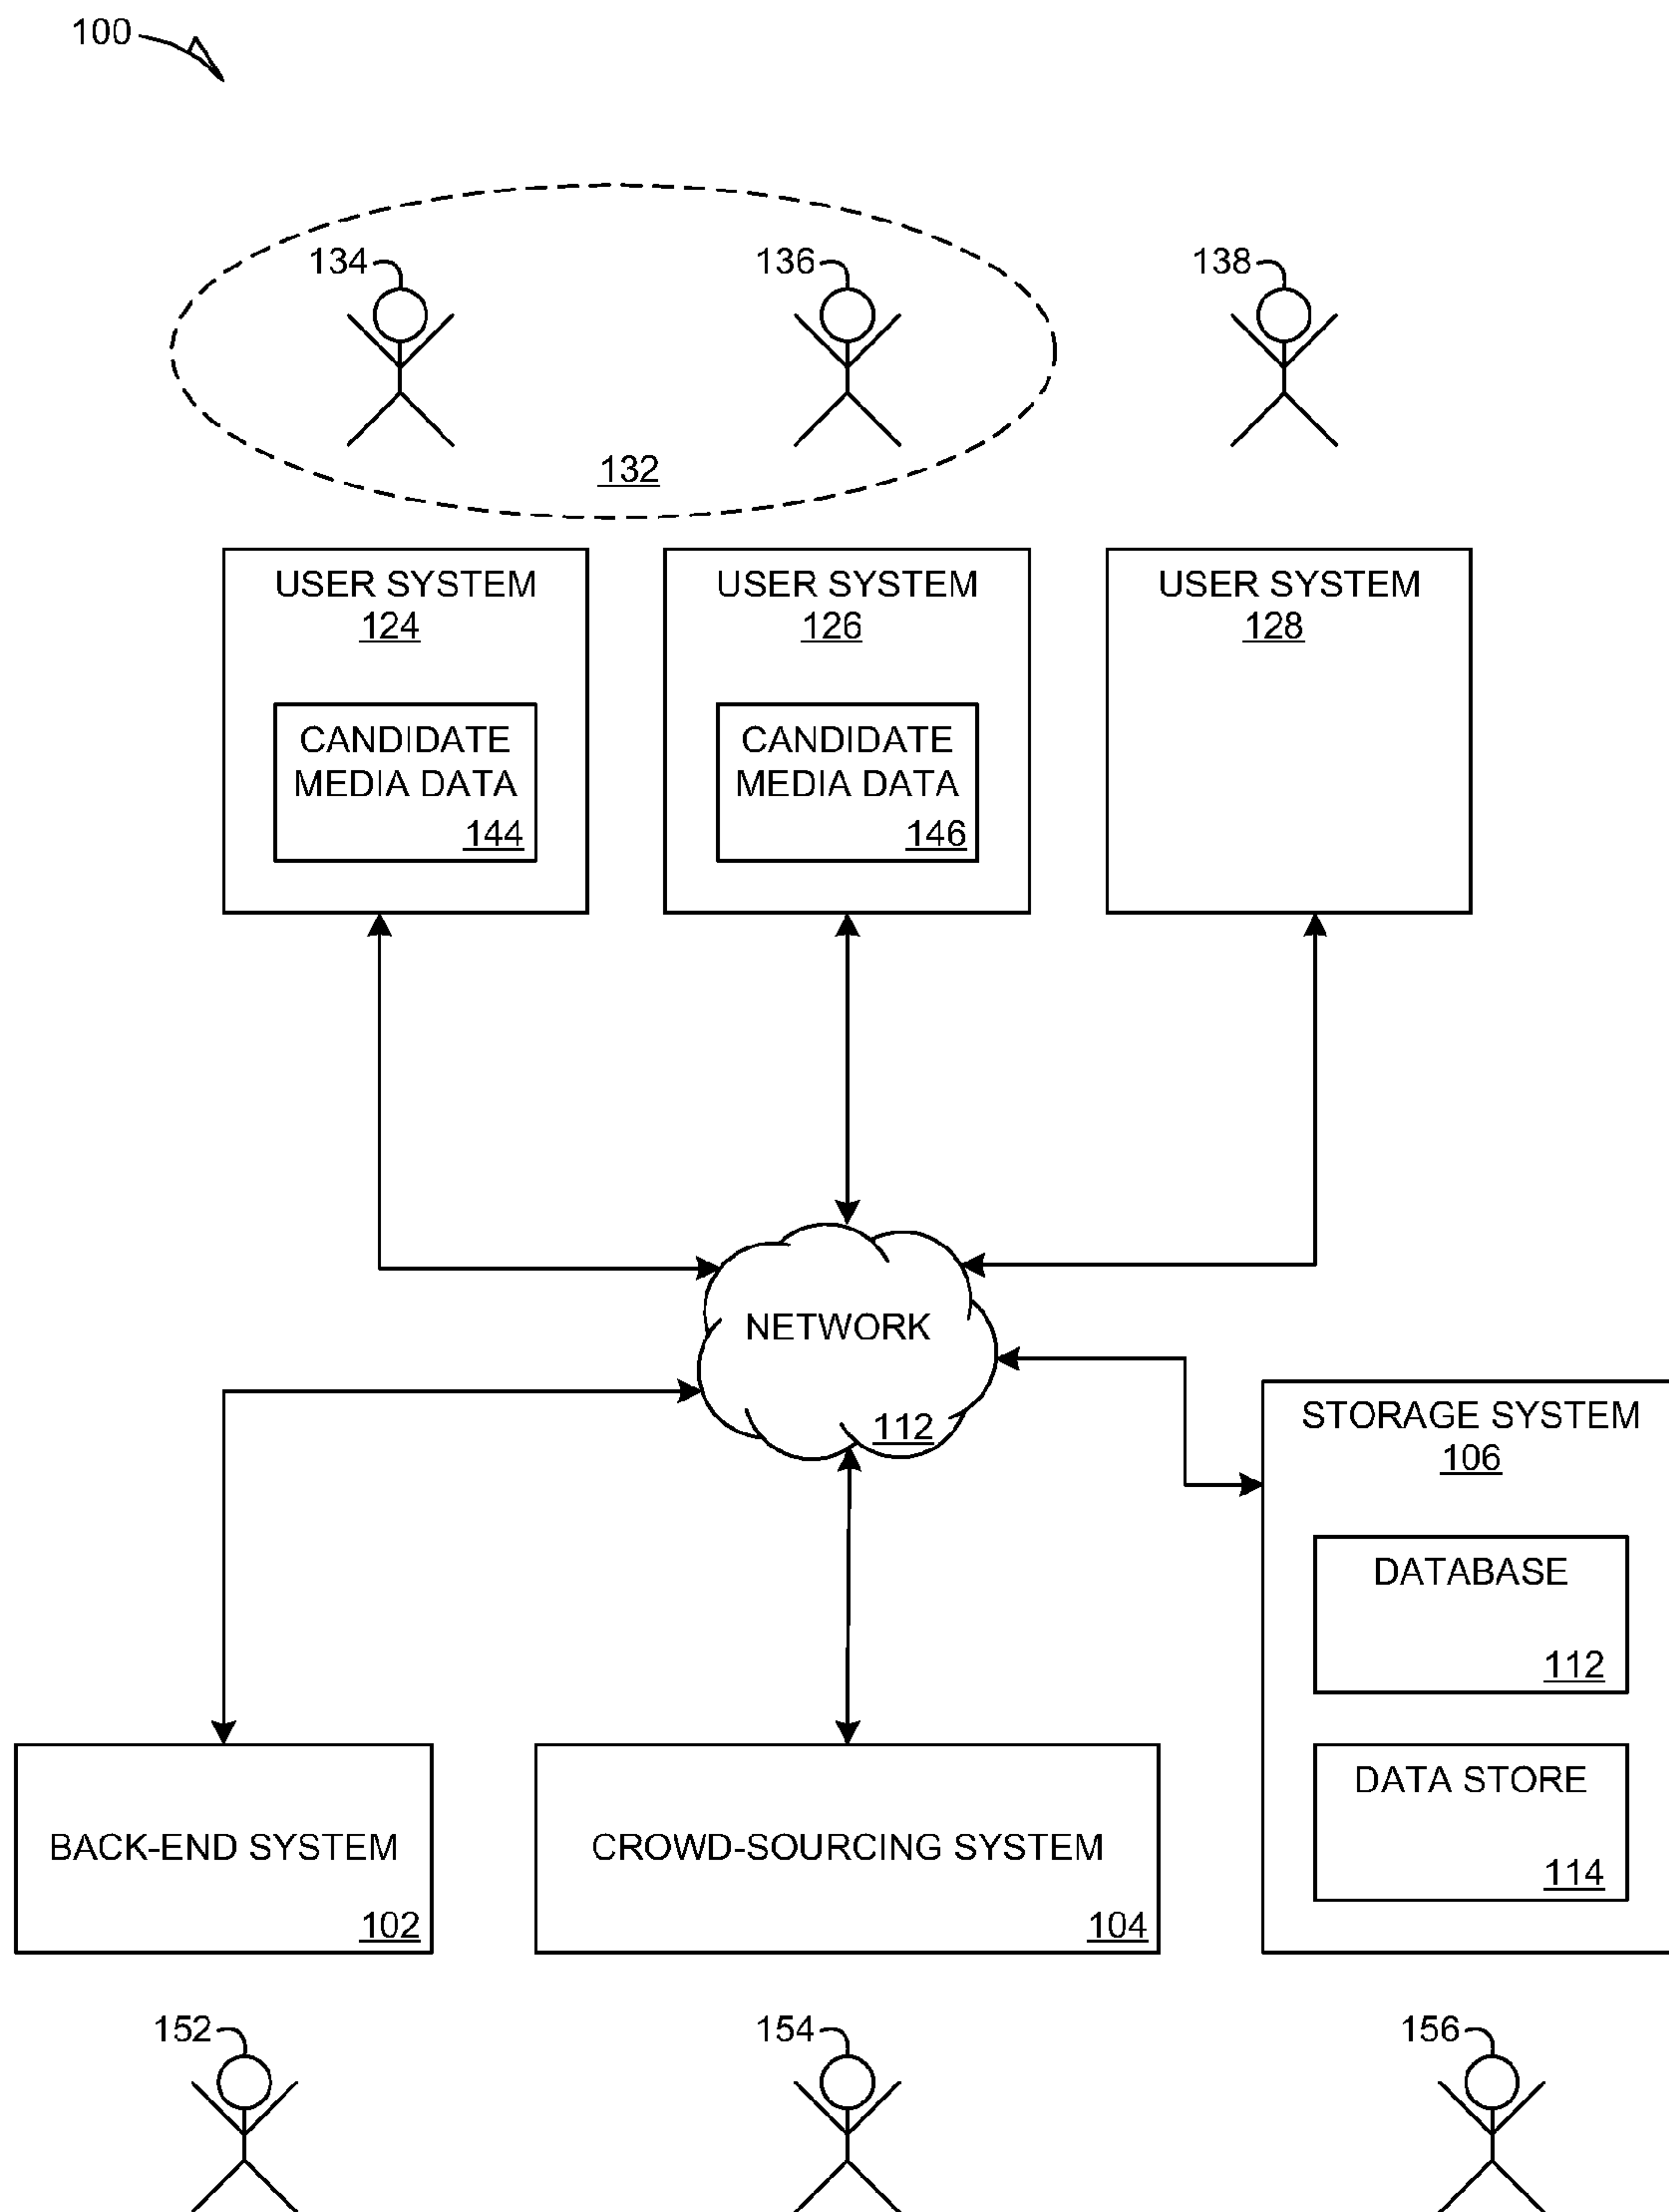 100
134
136
138
132
USER SYSTEM
124
USER SYSTEM
126
USER SYSTEM
128
CANDIDATE
MEDIA DATA
144
CANDIDATE
MEDIA DATA
146
NETWORK
112
STORAGE SYSTEM
106
DATABASE
112
DATA STORE
114
BACK-END SYSTEM
102
CROWD-SOURCING SYSTEM
104
152
154
156